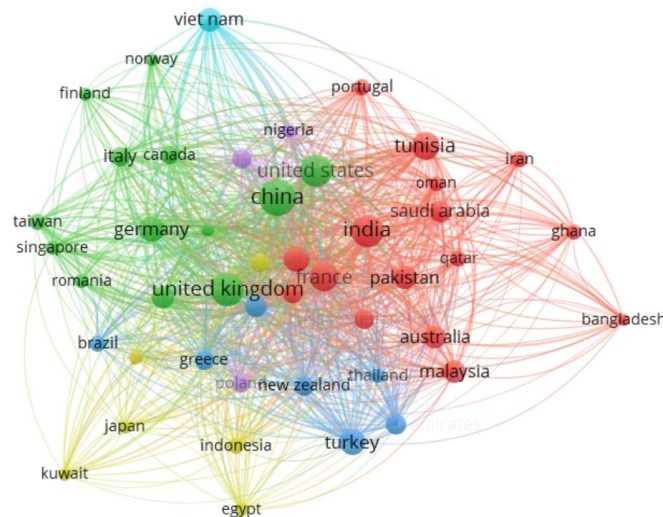 viet nam
norway
finland
portugal
nigeria
italy
canada
tunisia
iran
united states
china
oman
saudi arabia
taiwan
singapore
germany
india
ghana
qatar
romania
united kingdom
france
pakistan
bangladesh
brazil
greece
australia
poland
new zealand
thailand
malaysia
japan
indonesia
turkey
emirates
kuwait
egypt